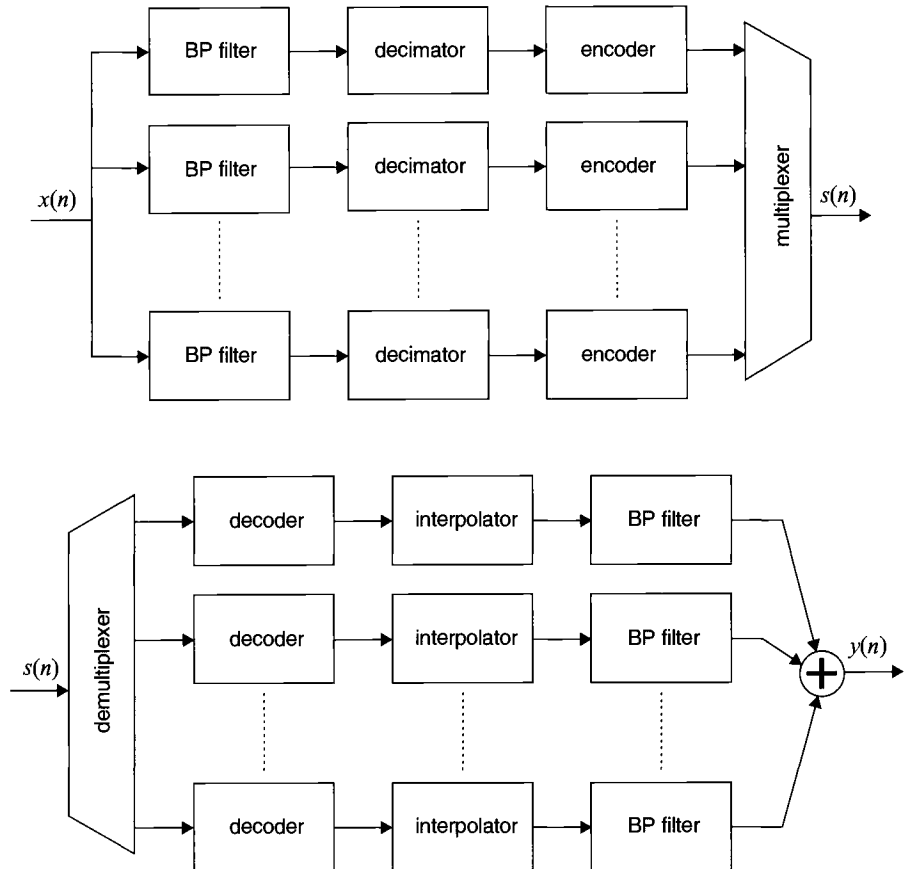 BP filter decimator encoder
BP filter decimator encoder
x(n) multiplexer s(n)
BP filter decimator encoder
decoder interpolator BP filter
decoder interpolator BP filter
s(n) demultiplexer y(n)
decoder interpolator BP filter